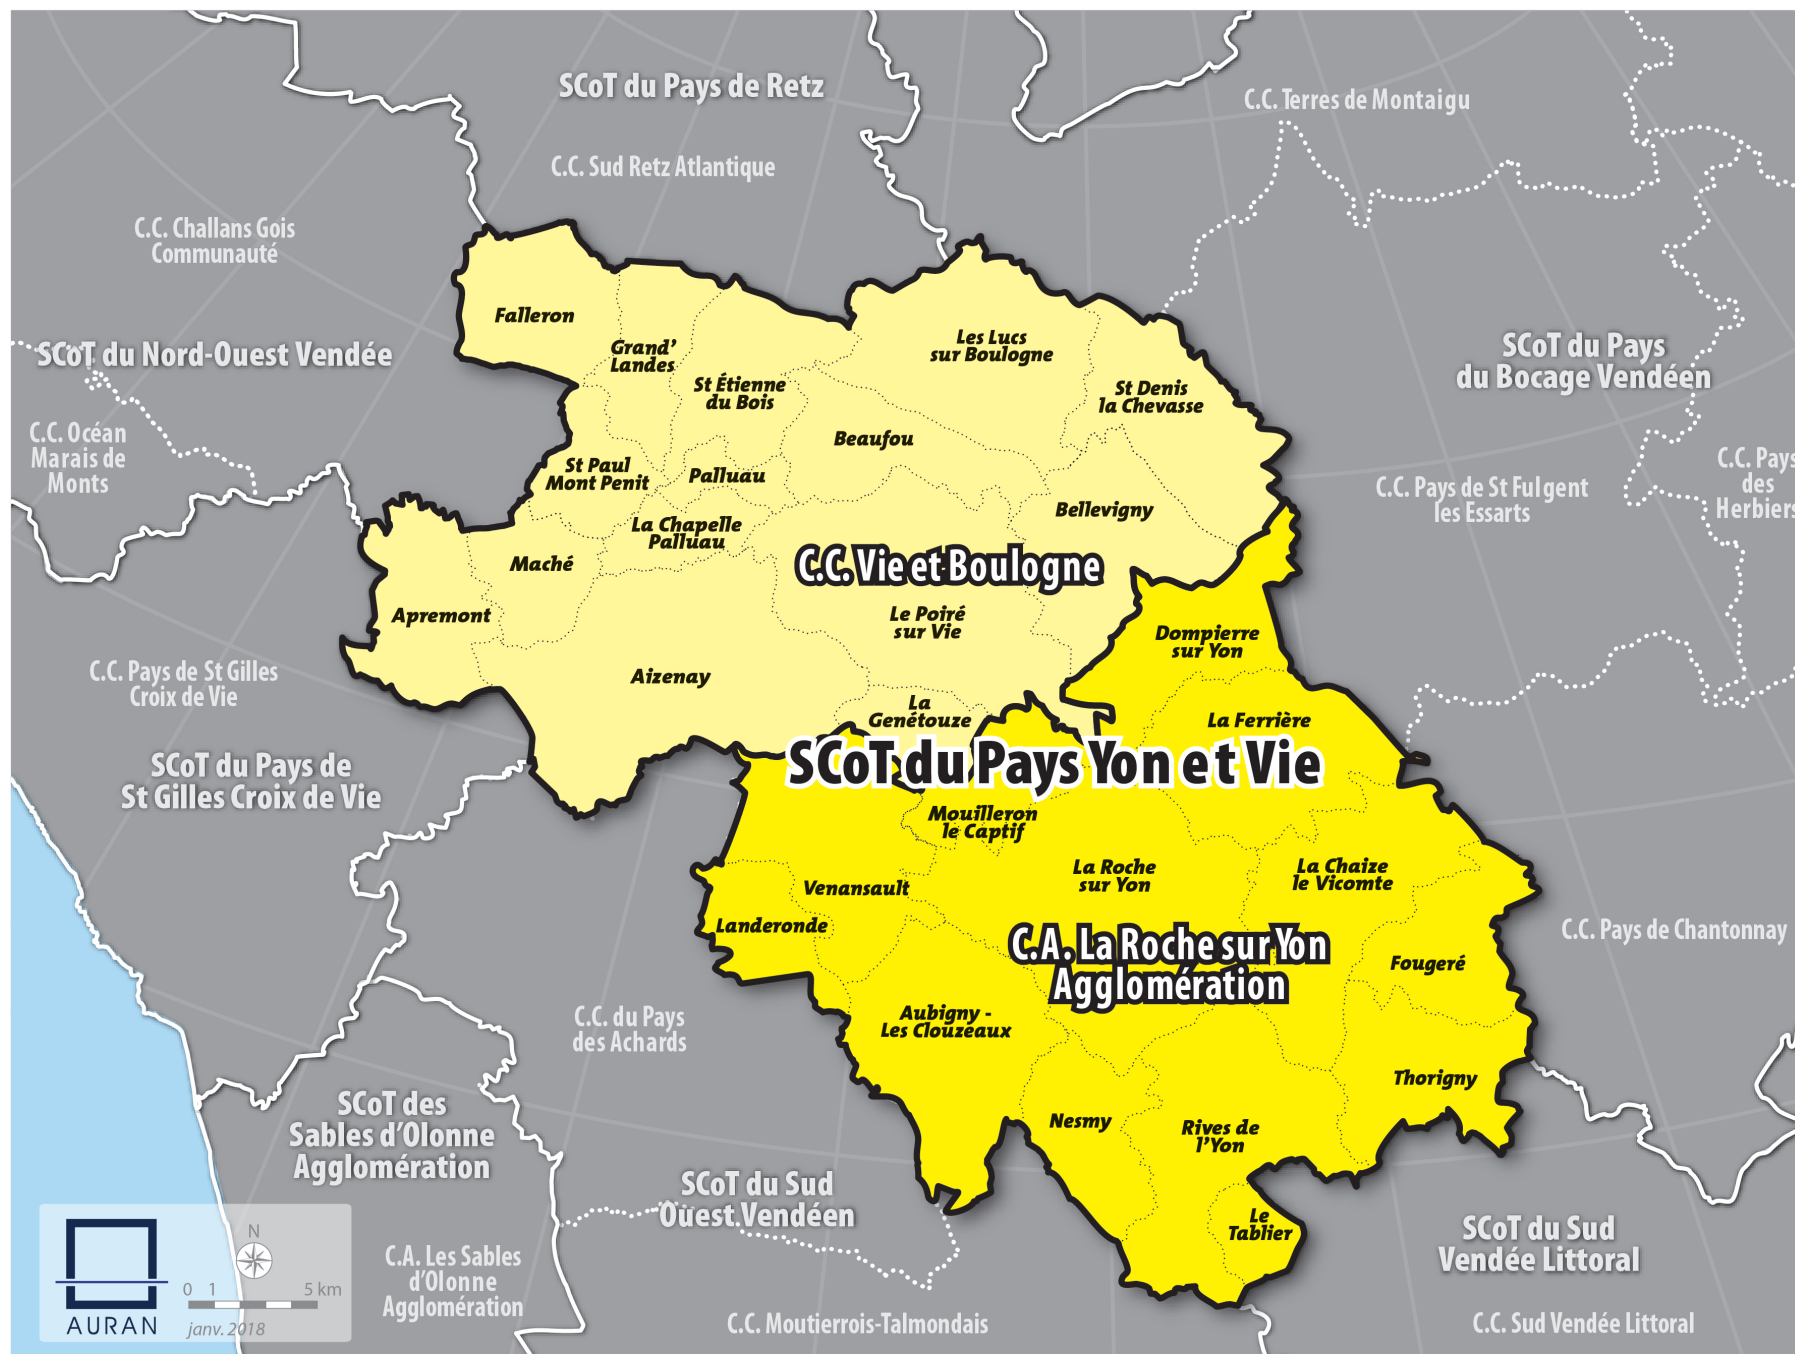 SCoT du Pays de Retz
C.C. Terres de Montaigu
C.C. Sud Retz Atlantique
C.C. Challans Gois
Communauté
Falleron
Les Lucs
sur Boulogne
Grand'
Landes
SCoT du Nord-Ouest Vendée
SCoT du Pays
du Bocage Vendéen
St Étienne
du Bois
St Denis
la Chevasse
C.C. Océan
Marais de
Monts
Beaufou
St Paul
Mont Penit
Palluau
C.C. Pays
des
Herbiers
C.C. Pays de St Fulgent
les Essarts
Bellevigny
La Chapelle
Palluau
Maché
C.C. Vie et Boulogne
Apremont
Le Poiré
sur Vie
Dompierre
sur Yon
C.C. Pays de St Gilles
Croix de Vie
Aizenay
La
Genétouze
La Ferrière
SCoT du Pays Yon et Vie
SCoT du Pays de
St Gilles Croix de Vie
Mouilleron
le Captif
La Roche
sur Yon
La Chaize
le Vicomte
Venansault
Landeronde
C.A. La Roche sur Yon
Agglomération
C.C. Pays de Chantonnay
Fougeré
Aubigny -
Les Clouzeaux
C.C. du Pays
des Achards
Thorigny
SCoT des
Sables d'Olonne
Agglomération
Nesmy
Rives de
l'Yon
SCoT du Sud
Ouest Vendéen
Le
Tablier
SCoT du Sud
Vendée Littoral
C.A. Les Sables
d'Olonne
Agglomération
C.C. Moutierrois-Talmondais
C.C. Sud Vendée Littoral
N
0 1 5 km
AURAN
janv. 2018